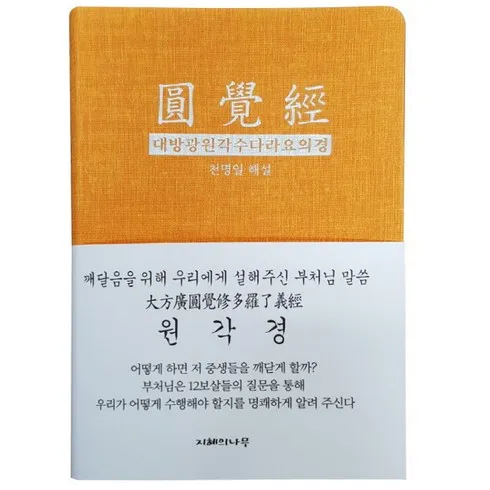 圓覺經
대방광원각수다라요의경
천명일 해설
깨달음을 위해 우리에게 설해주신 부처님 말씀
大方廣圓覺修多羅了義經
원각경
어떻게 하면 저 중생들을 깨닫게 할까?
부처님은 12보살들의 질문을 통해
우리가 어떻게 수행해야 할지를 명쾌하게 알려 주신다
지혜의나무